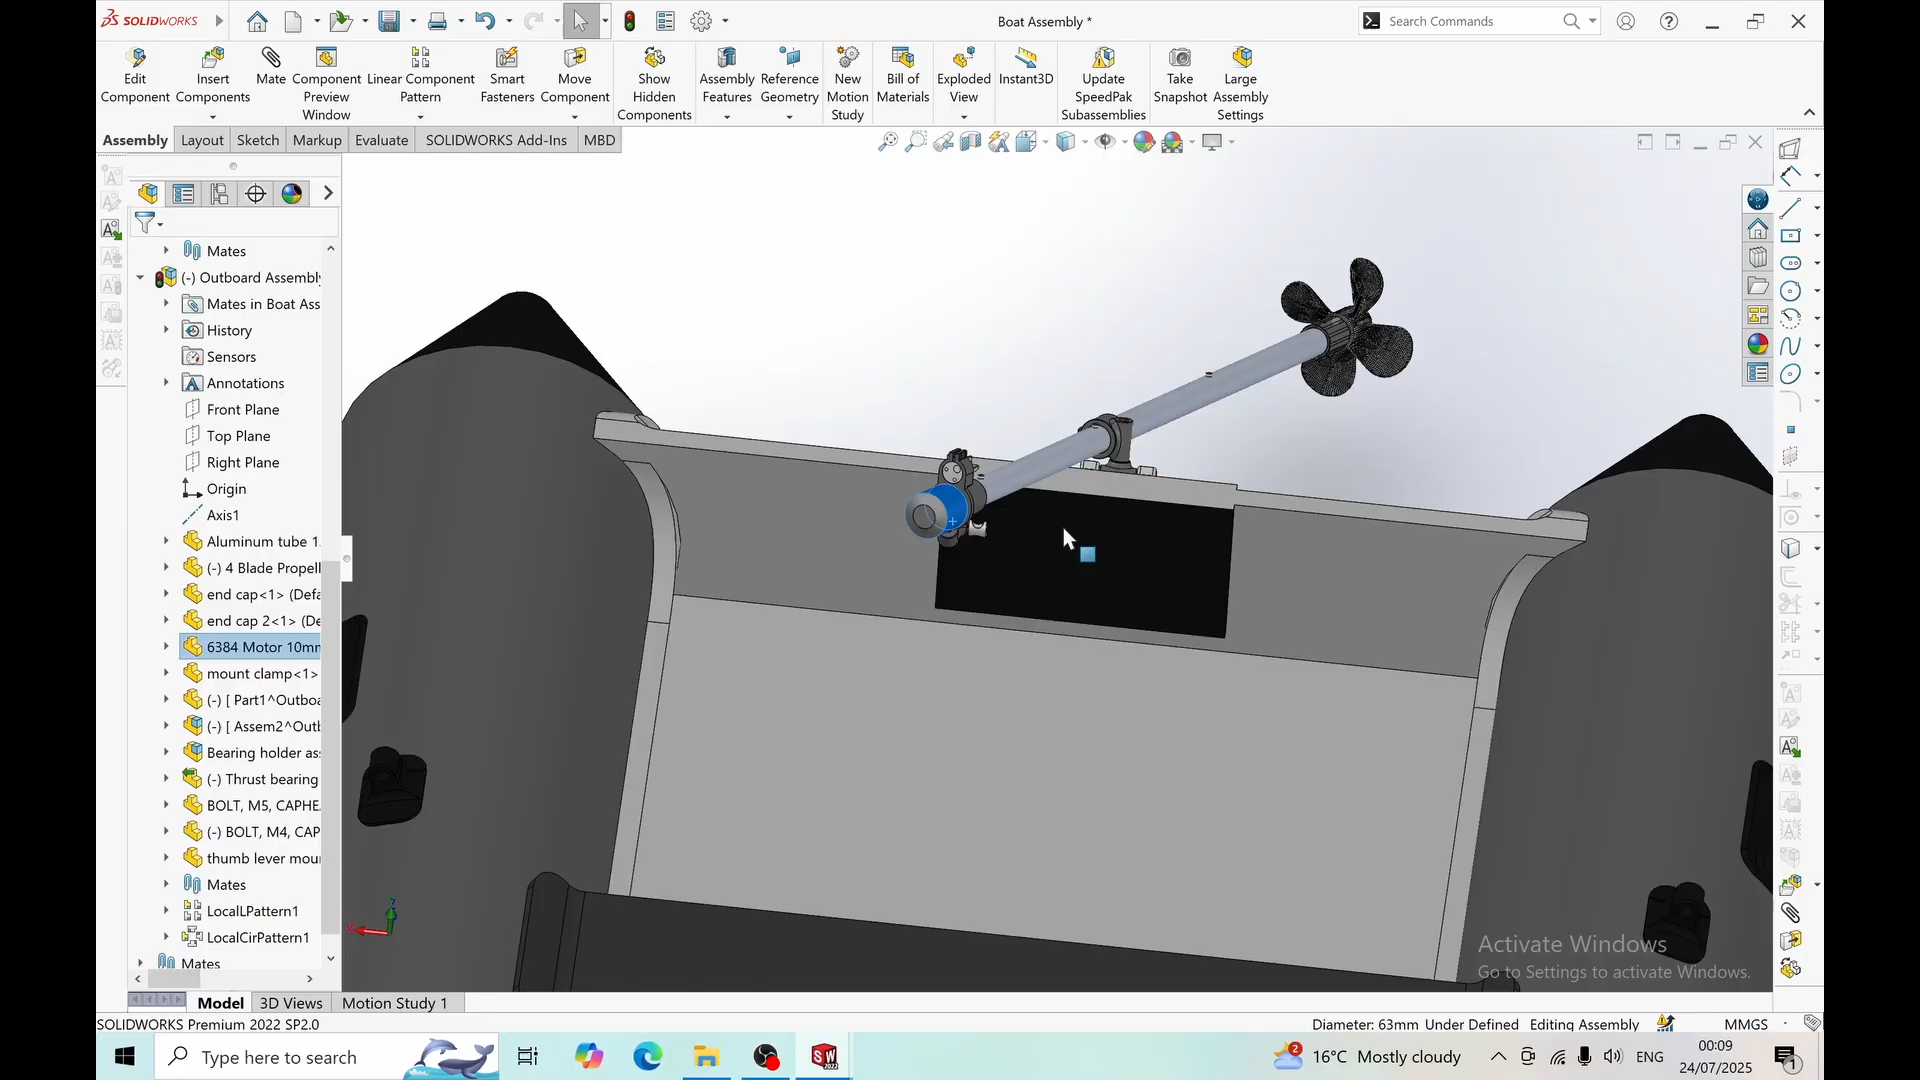 SOLIDWORKS
Boat Assembly *
Search Commands
Edit Component
Insert Components
Mate
Component Preview Window
Linear Component Pattern
Smart Fasteners
Move Component
Show Hidden Components
Assembly Features
Reference Geometry
New Motion Study
Bill of Materials
Exploded View
Instant3D
Update SpeedPak Subassemblies
Take Snapshot
Large Assembly Settings
Assembly
Layout
Sketch
Markup
Evaluate
SOLIDWORKS Add-Ins
MBD
Mates
(-) Outboard Assembly
Mates in Boat Ass
History
Sensors
Annotations
Front Plane
Top Plane
Right Plane
Origin
Axis1
Aluminum tube 1.
(-) 4 Blade Propell
end cap<1> (Defa
end cap 2<1> (De
6384 Motor 10mm
mount clamp<1>
(-) [ Part1^Outboa
(-) [ Assem2^Outb
Bearing holder as
(-) Thrust bearing
BOLT, M5, CAPHE
(-) BOLT, M4, CAP
thumb lever mou
Mates
LocalLPattern1
LocalCirPattern1
Mates
Activate Windows
Go to Settings to activate Windows.
Model
3D Views
Motion Study 1
SOLIDWORKS Premium 2022 SP2.0
Diameter: 63mm
Under Defined
Editing Assembly
MMGS
Type here to search
2
16°C Mostly cloudy
ENG
00:09
24/07/2025
1